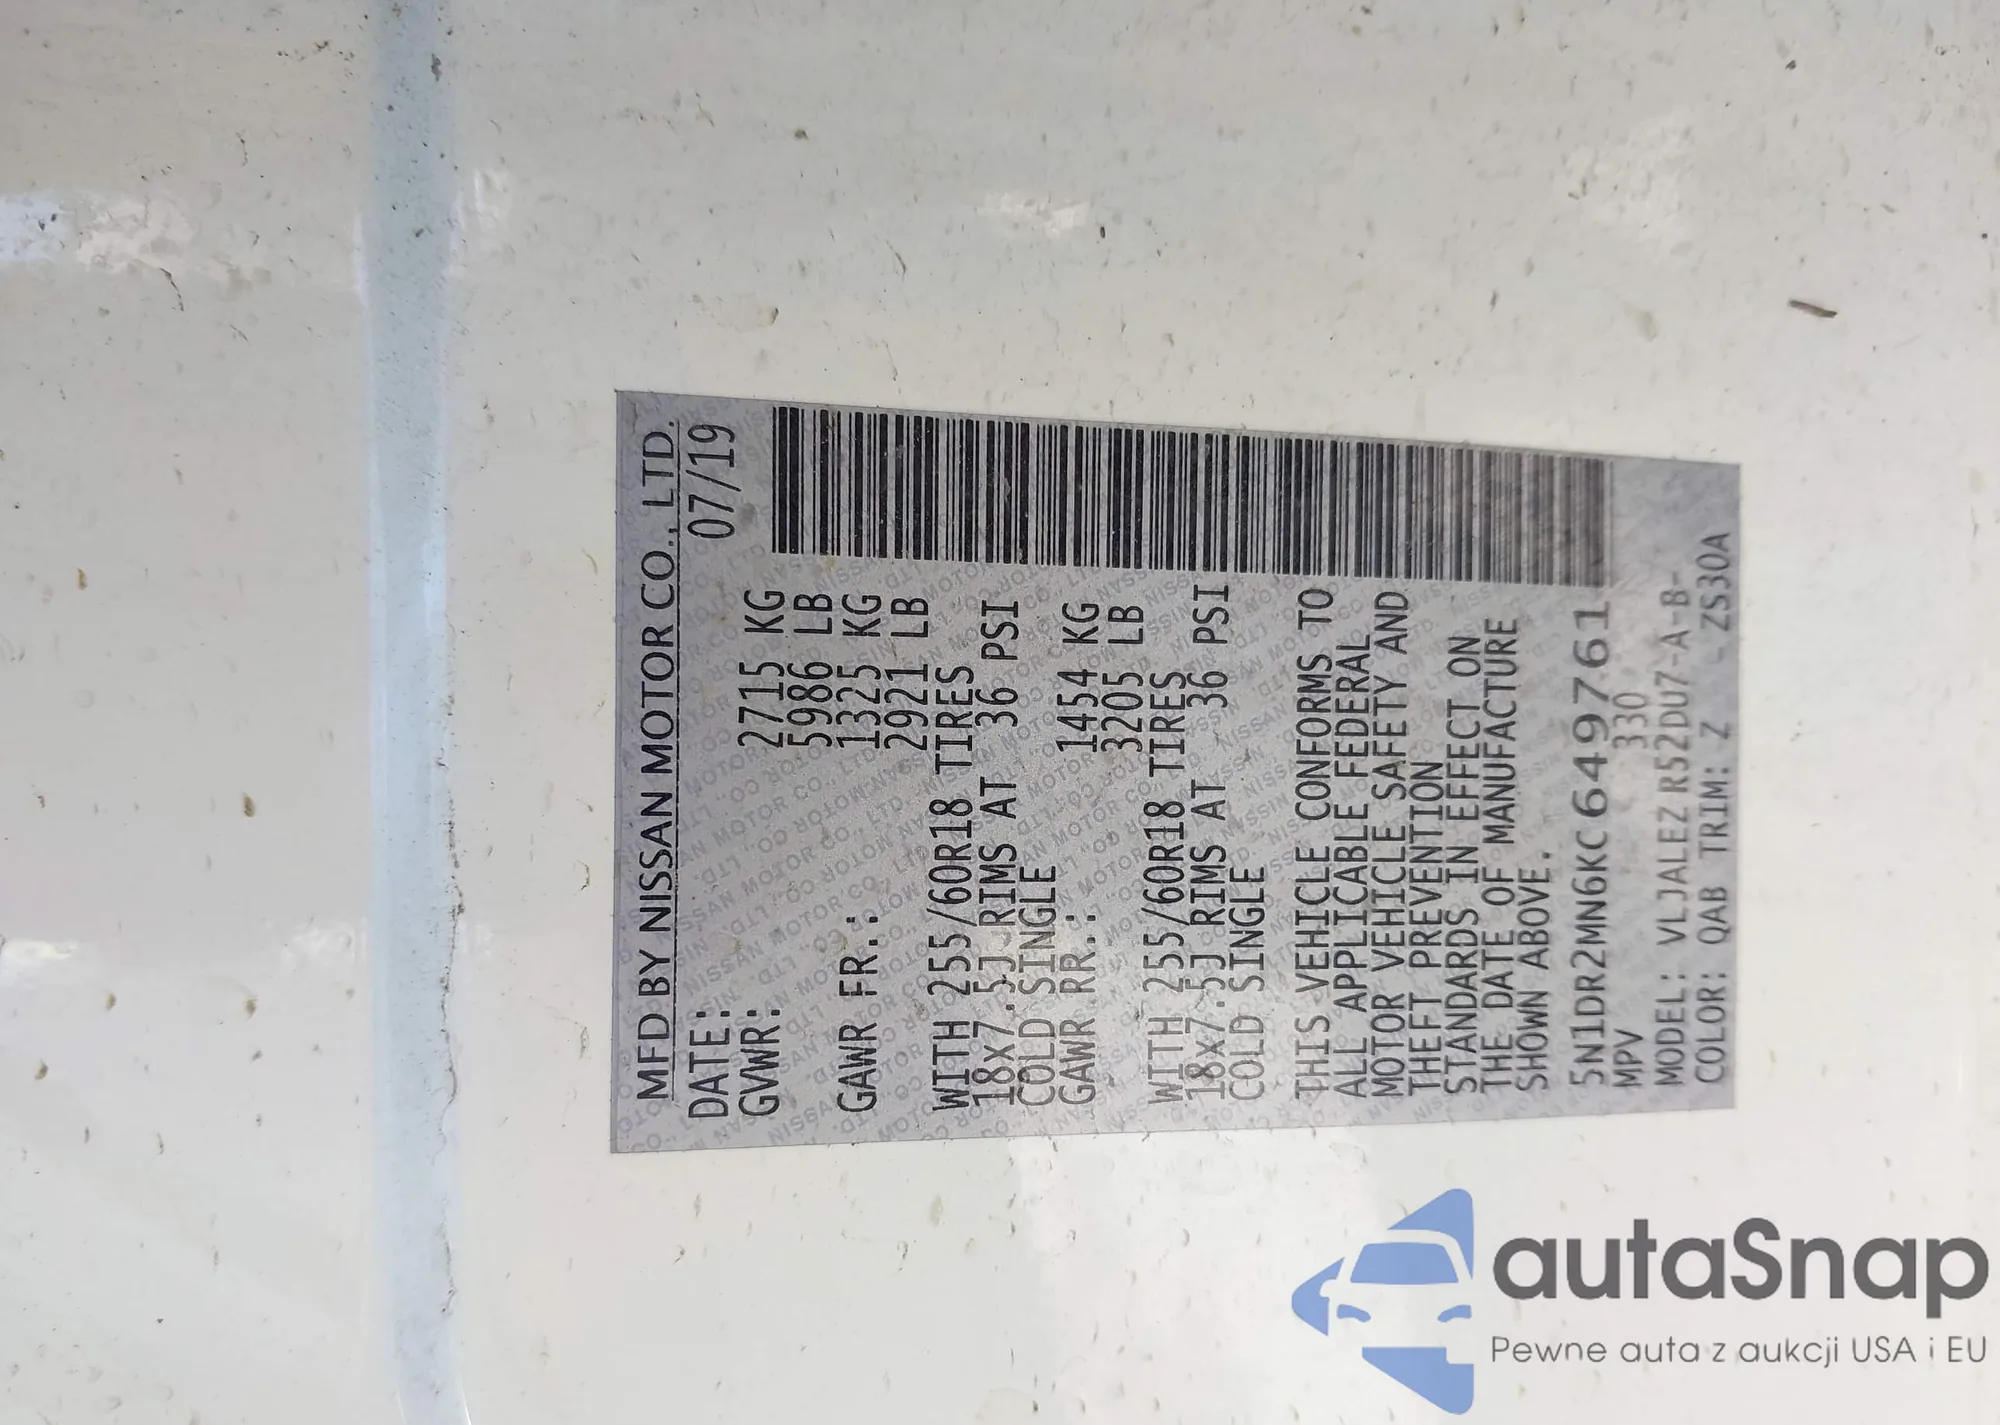 MFD BY NISSAN MOTOR CO., LTD.
DATE: 07/19
GVWR: 2715 KG
5986 LB
GAWR FR.: 1325 KG
2921 LB
WITH 255/60R18 TIRES
18x7.5J RIMS AT 36 PSI
COLD SINGLE
GAWR RR.: 1454 KG
3205 LB
WITH 255/60R18 TIRES
18x7.5J RIMS AT 36 PSI
COLD SINGLE
THIS VEHICLE CONFORMS TO
ALL APPLICABLE FEDERAL
MOTOR VEHICLE SAFETY AND
THEFT PREVENTION
STANDARDS IN EFFECT ON
THE DATE OF MANUFACTURE
SHOWN ABOVE.
5N1DR2MN6KC649761
MPV 330
MODEL: VLJALEZ R52DU7-A-B-
COLOR: QAB TRIM: Z - ZS30A
autaSnap
Pewne auta z aukcji USA i EU